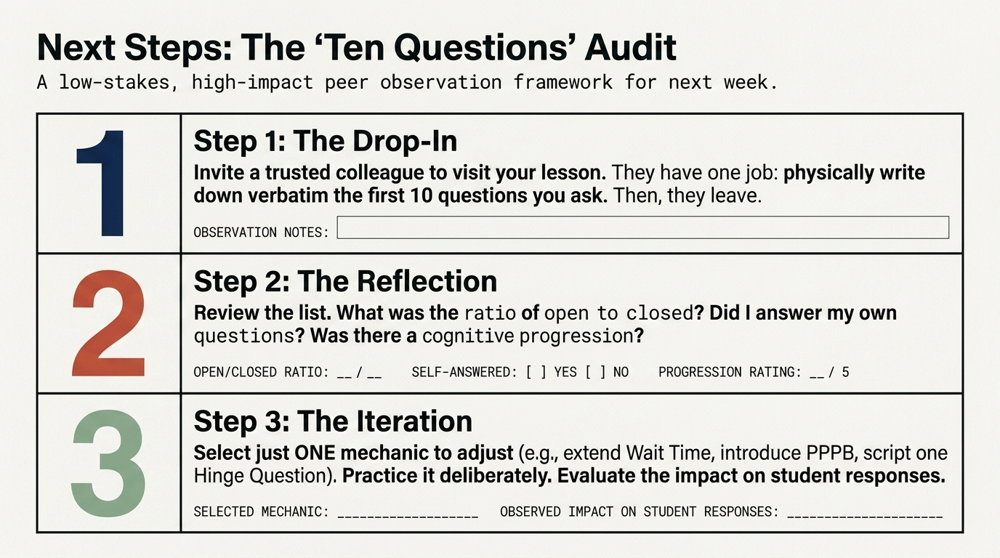 Next Steps: The ‘Ten Questions’ Audit
A low-stakes, high-impact peer observation framework for next week.
1
Step 1: The Drop-In
Invite a trusted colleague to visit your lesson. They have one job: physically write
down verbatim the first 10 questions you ask. Then, they leave.
OBSERVATION NOTES:
2
Step 2: The Reflection
Review the list. What was the ratio of open to closed? Did I answer my own
questions? Was there a cognitive progression?
OPEN/CLOSED RATIO: __ / __ SELF-ANSWERED: [ ] YES [ ] NO PROGRESSION RATING: __ / 5
3
Step 3: The Iteration
Select just ONE mechanic to adjust (e.g., extend Wait Time, introduce PPPB, script one
Hinge Question). Practice it deliberately. Evaluate the impact on student responses.
SELECTED MECHANIC: ___________________ OBSERVED IMPACT ON STUDENT RESPONSES: _____________________